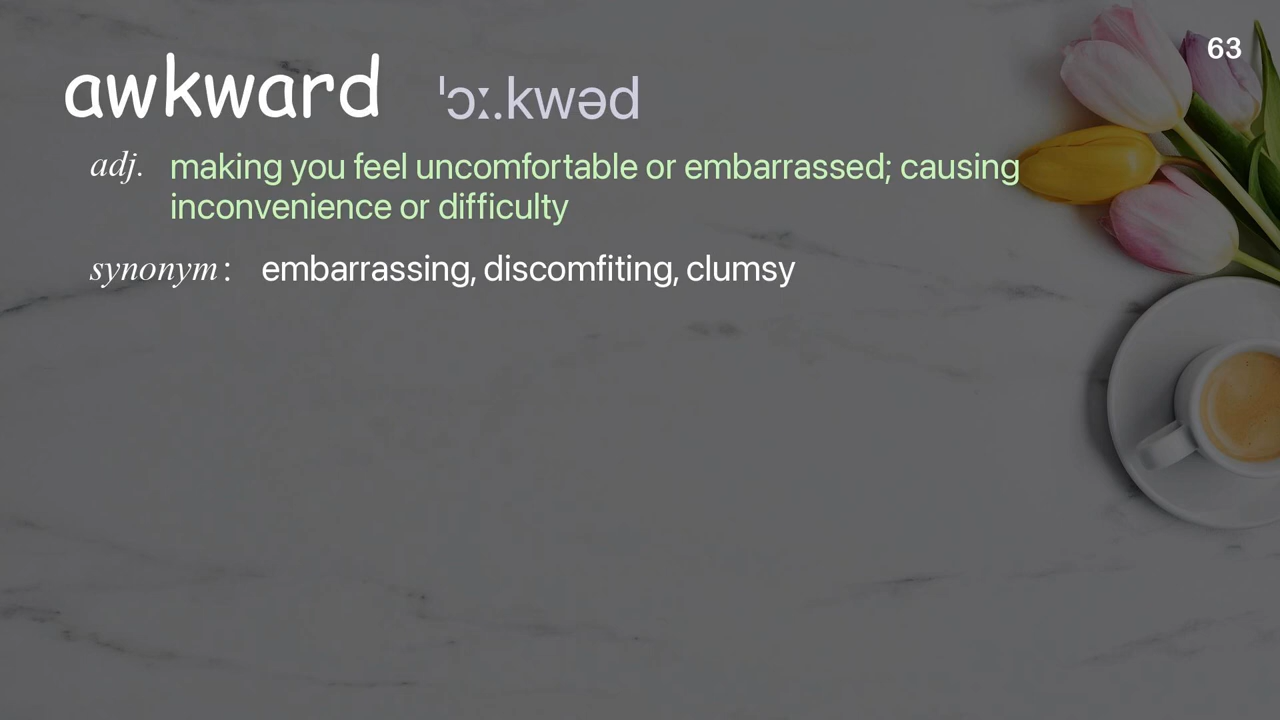 63
awkward ˈɔː.kwəd
adj. making you feel uncomfortable or embarrassed; causing
inconvenience or difficulty
synonym: embarrassing, discomfiting, clumsy